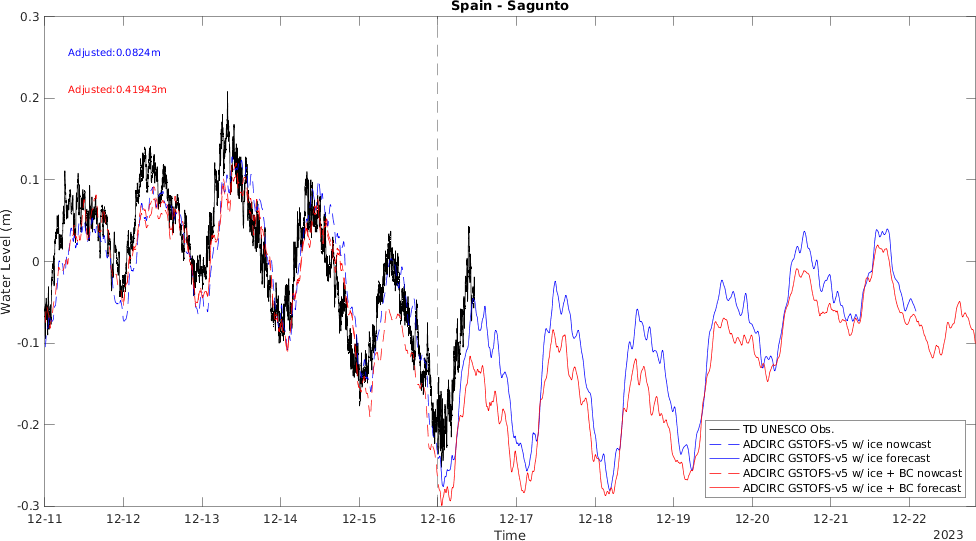 Spain - Sagunto
0.3
0.2
0.1
0
-0.1
-0.2
-0.3
Water Level (m)
Adjusted:0.0824m
Adjusted:0.41943m
TD UNESCO Obs.
ADCIRC GSTOFS-v5 w/ ice nowcast
ADCIRC GSTOFS-v5 w/ ice forecast
ADCIRC GSTOFS-v5 w/ ice + BC nowcast
ADCIRC GSTOFS-v5 w/ ice + BC forecast
12-11 12-12 12-13 12-14 12-15 12-16 12-17 12-18 12-19 12-20 12-21 12-22
Time
2023